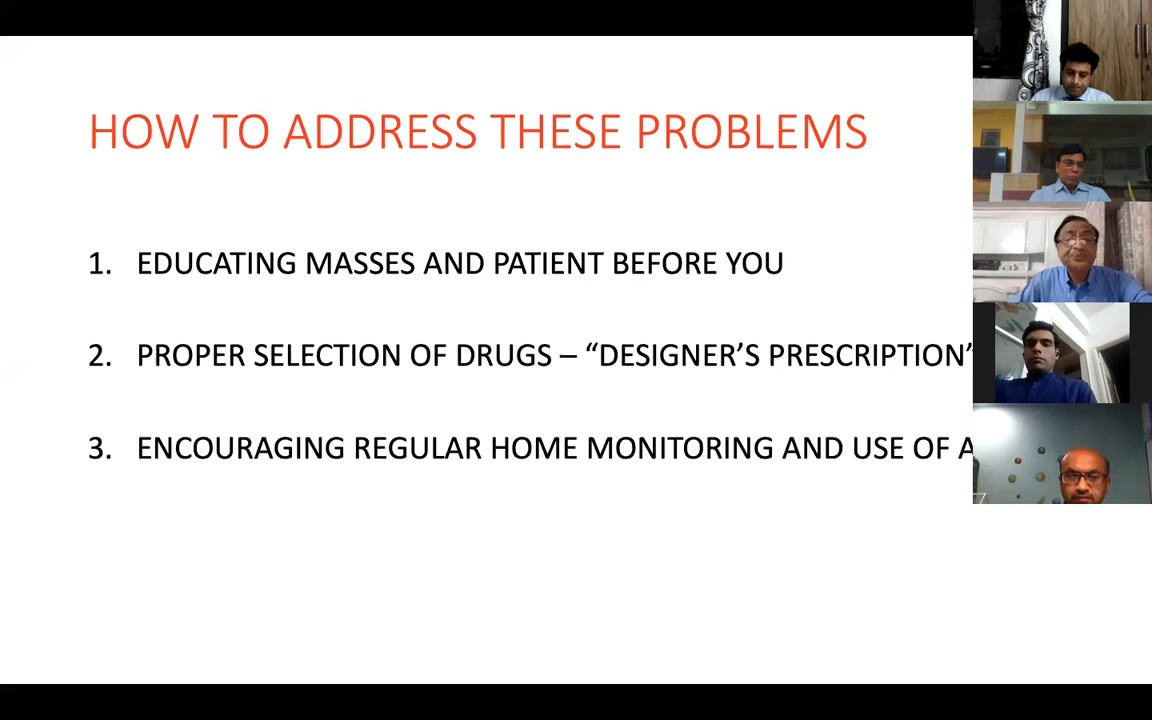 HOW TO ADDRESS THESE PROBLEMS
1. EDUCATING MASSES AND PATIENT BEFORE YOU
2. PROPER SELECTION OF DRUGS – “DESIGNER’S PRESCRIPTION”
3. ENCOURAGING REGULAR HOME MONITORING AND USE OF